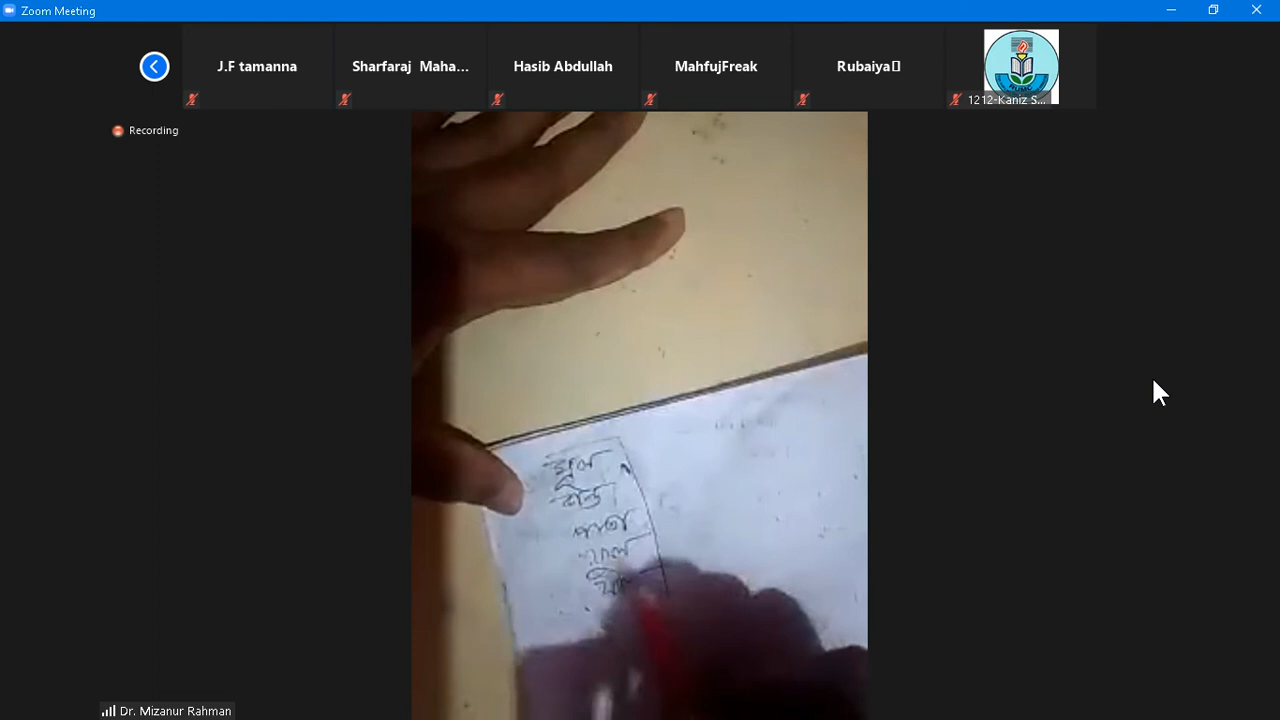 Zoom Meeting
J.F tamanna
Sharfaraj Maha...
Hasib Abdullah
MahfujFreak
Rubaiya
1212-Kaniz S...
Recording
মূল
কান্ড
পাতা
ফুল
Dr. Mizanur Rahman